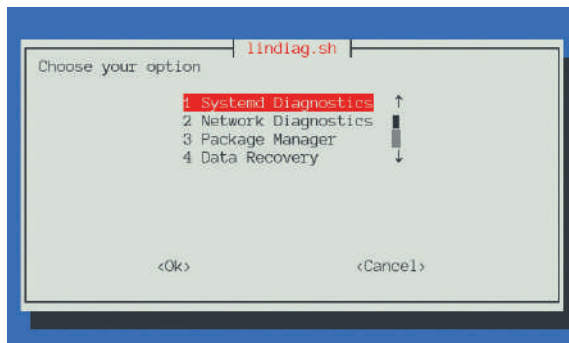 lindiag.sh
Choose your option
1 Systemd Diagnostics ↑
2 Network Diagnostics
3 Package Manager
4 Data Recovery ↓
<Ok> <Cancel>